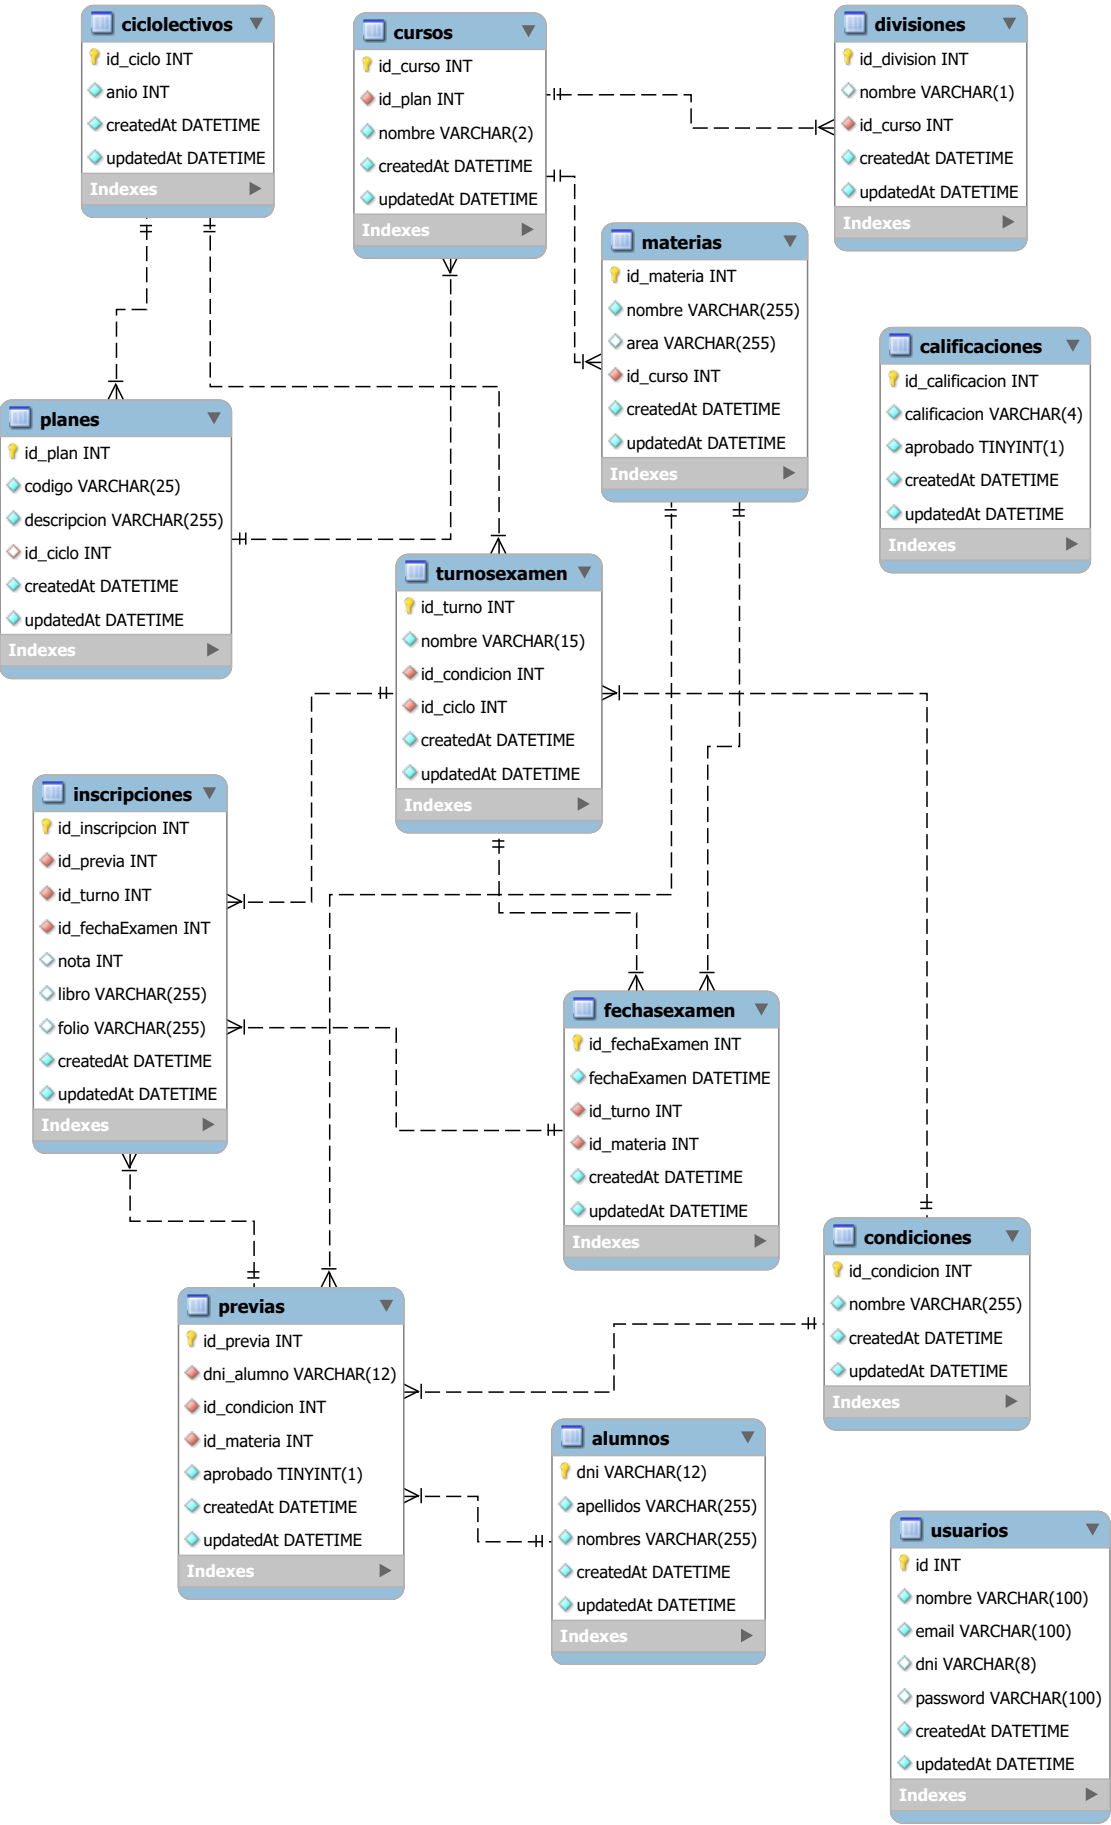 ciclolectivos
id_ciclo INT
anio INT
createdAt DATETIME
updatedAt DATETIME
Indexes
cursos
id_curso INT
id_plan INT
nombre VARCHAR(2)
createdAt DATETIME
updatedAt DATETIME
Indexes
divisiones
id_division INT
nombre VARCHAR(1)
id_curso INT
createdAt DATETIME
updatedAt DATETIME
Indexes
materias
id_materia INT
nombre VARCHAR(255)
area VARCHAR(255)
id_curso INT
createdAt DATETIME
updatedAt DATETIME
Indexes
calificaciones
id_calificacion INT
calificacion VARCHAR(4)
aprobado TINYINT(1)
createdAt DATETIME
updatedAt DATETIME
Indexes
planes
id_plan INT
codigo VARCHAR(25)
descripcion VARCHAR(255)
id_ciclo INT
createdAt DATETIME
updatedAt DATETIME
Indexes
turnosexamen
id_turno INT
nombre VARCHAR(15)
id_condicion INT
id_ciclo INT
createdAt DATETIME
updatedAt DATETIME
Indexes
inscripciones
id_inscripcion INT
id_previa INT
id_turno INT
id_fechaExamen INT
nota INT
libro VARCHAR(255)
folio VARCHAR(255)
createdAt DATETIME
updatedAt DATETIME
Indexes
fechasexamen
id_fechaExamen INT
fechaExamen DATETIME
id_turno INT
id_materia INT
createdAt DATETIME
updatedAt DATETIME
Indexes
condiciones
id_condicion INT
nombre VARCHAR(255)
createdAt DATETIME
updatedAt DATETIME
Indexes
previas
id_previa INT
dni_alumno VARCHAR(12)
id_condicion INT
id_materia INT
aprobado TINYINT(1)
createdAt DATETIME
updatedAt DATETIME
Indexes
alumnos
dni VARCHAR(12)
apellidos VARCHAR(255)
nombres VARCHAR(255)
createdAt DATETIME
updatedAt DATETIME
Indexes
usuarios
id INT
nombre VARCHAR(100)
email VARCHAR(100)
dni VARCHAR(8)
password VARCHAR(100)
createdAt DATETIME
updatedAt DATETIME
Indexes